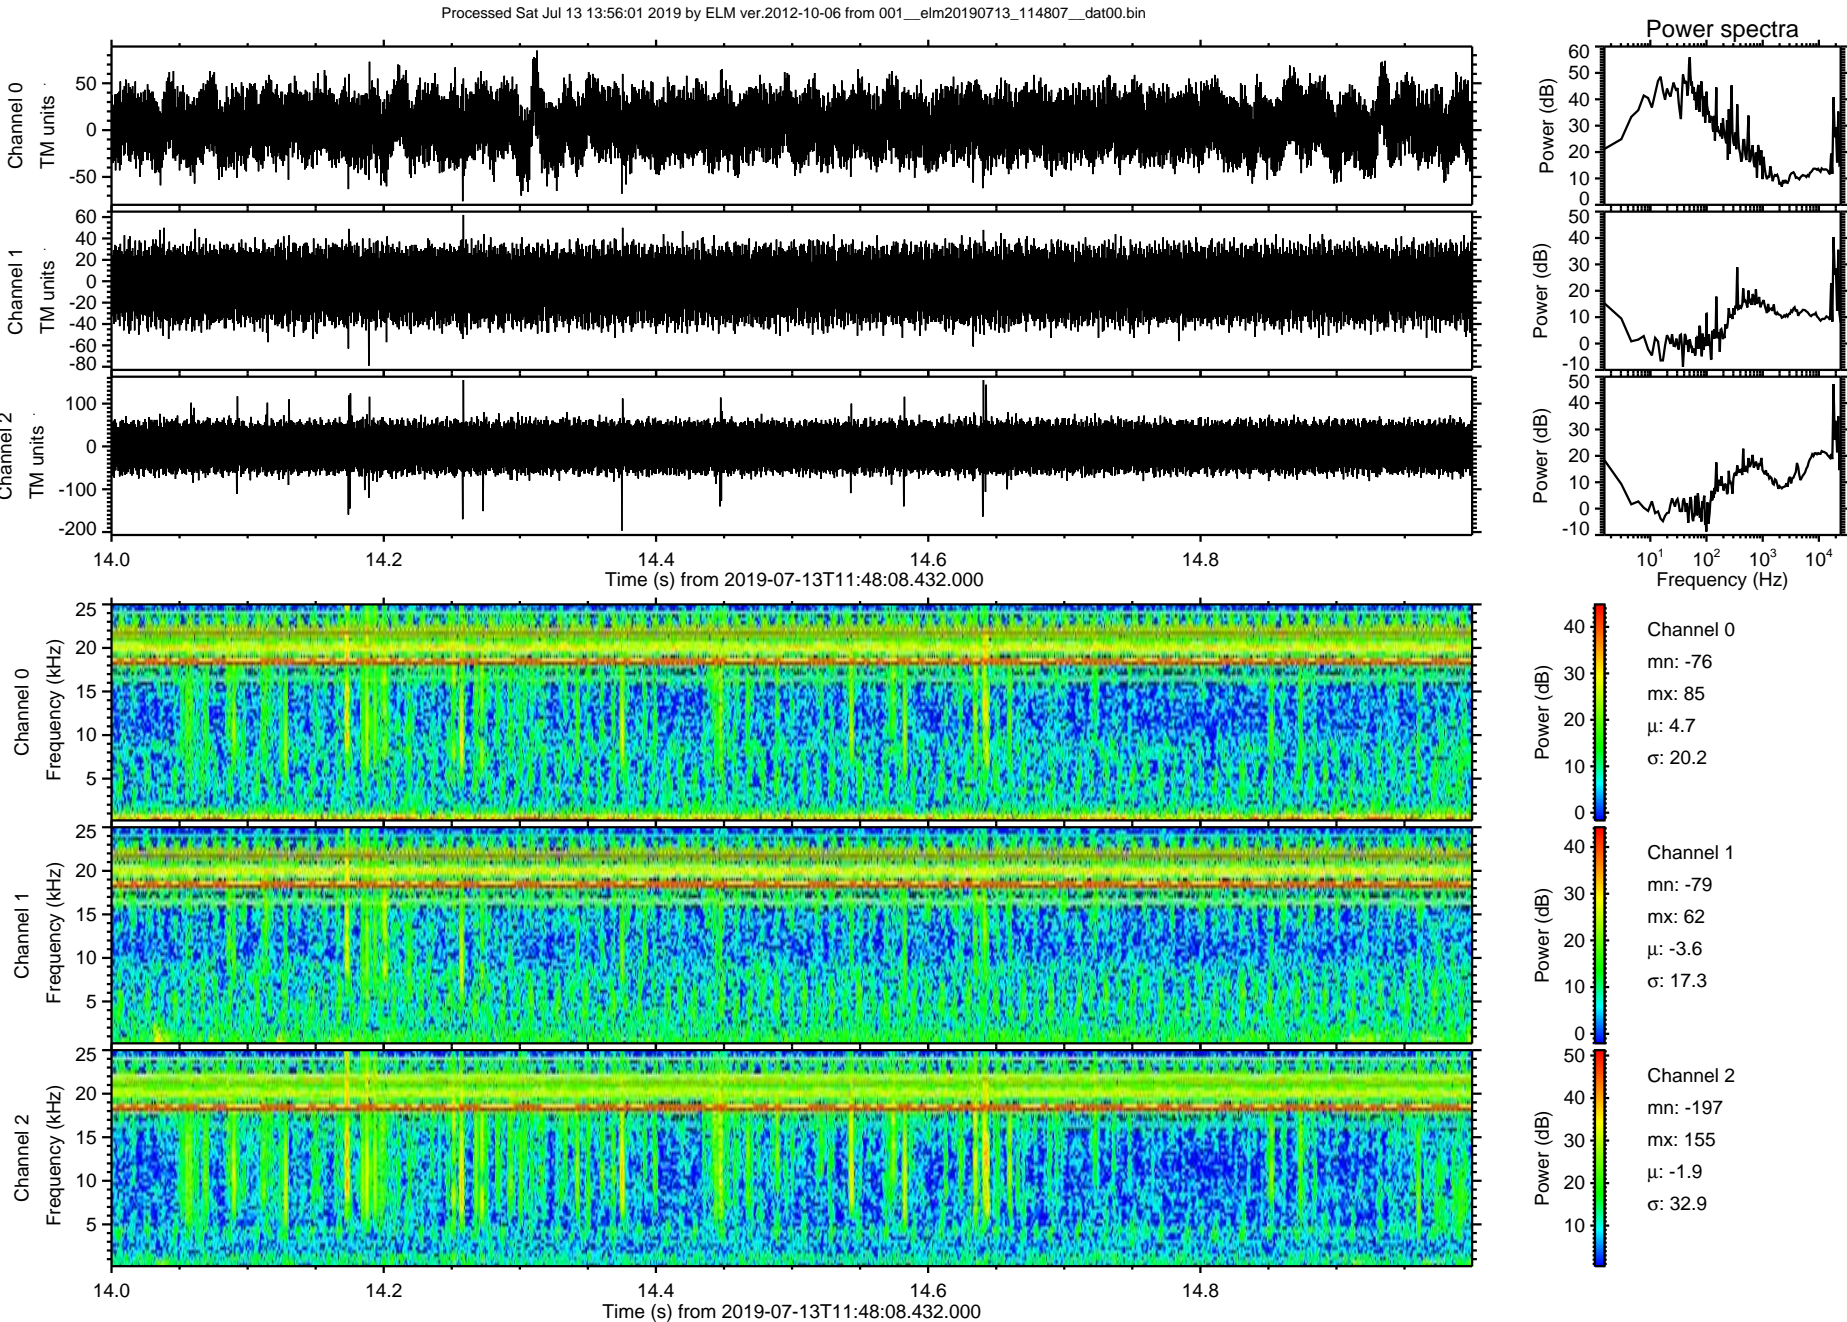 Processed Sat Jul 13 13:56:01 2019 by ELM ver.2012-10-06 from 001__elm20190713_114807__dat00.bin
Power spectra
Channel 0
TM units
50
0
-50
Power (dB)
60
50
40
30
20
10
0
Channel 1
TM units
60
40
20
0
-20
-40
-60
-80
Power (dB)
50
40
30
20
10
0
-10
Channel 2
TM units
100
0
-100
-200
Power (dB)
50
40
30
20
10
0
-10
14.0 14.2 14.4 14.6 14.8
Time (s) from 2019-07-13T11:48:08.432.000
10^1 10^2 10^3 10^4
Frequency (Hz)
Channel 0
Frequency (kHz)
25
20
15
10
5
Power (dB)
40
30
20
10
0
Channel 0
mn: -76
mx: 85
μ: 4.7
σ: 20.2
Channel 1
Frequency (kHz)
25
20
15
10
5
Power (dB)
40
30
20
10
0
Channel 1
mn: -79
mx: 62
μ: -3.6
σ: 17.3
Channel 2
Frequency (kHz)
25
20
15
10
5
Power (dB)
50
40
30
20
10
Channel 2
mn: -197
mx: 155
μ: -1.9
σ: 32.9
14.0 14.2 14.4 14.6 14.8
Time (s) from 2019-07-13T11:48:08.432.000